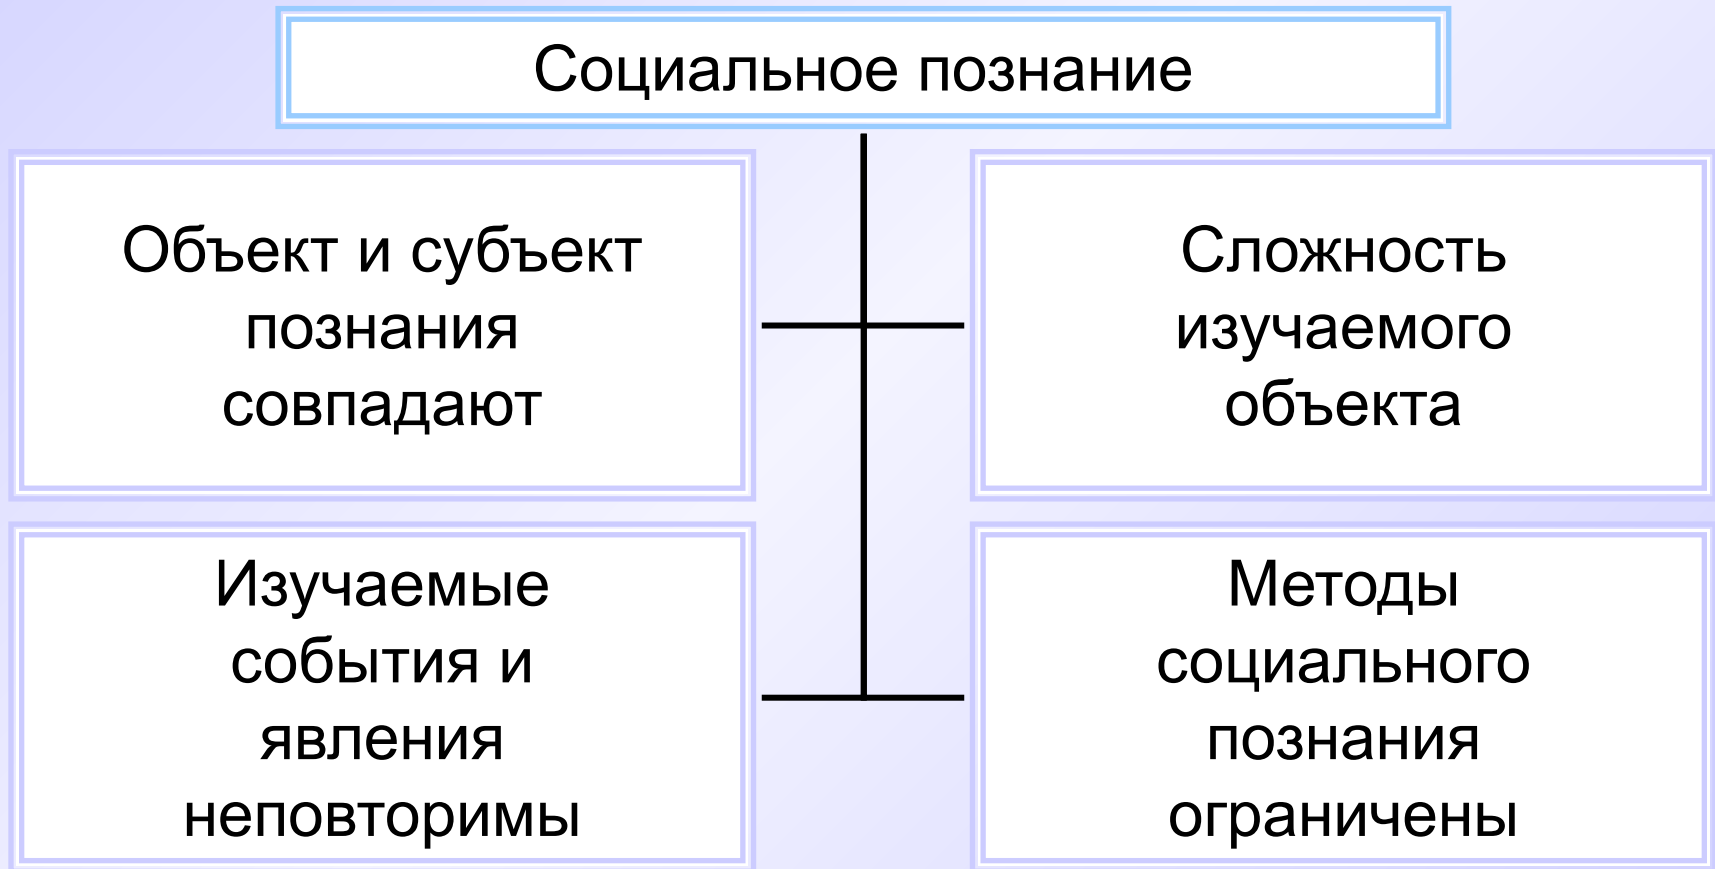 Социальное познание
Объект и субъект
познания
совпадают
Сложность
изучаемого
объекта
Изучаемые
события и
явления
неповторимы
Методы
социального
познания
ограничены